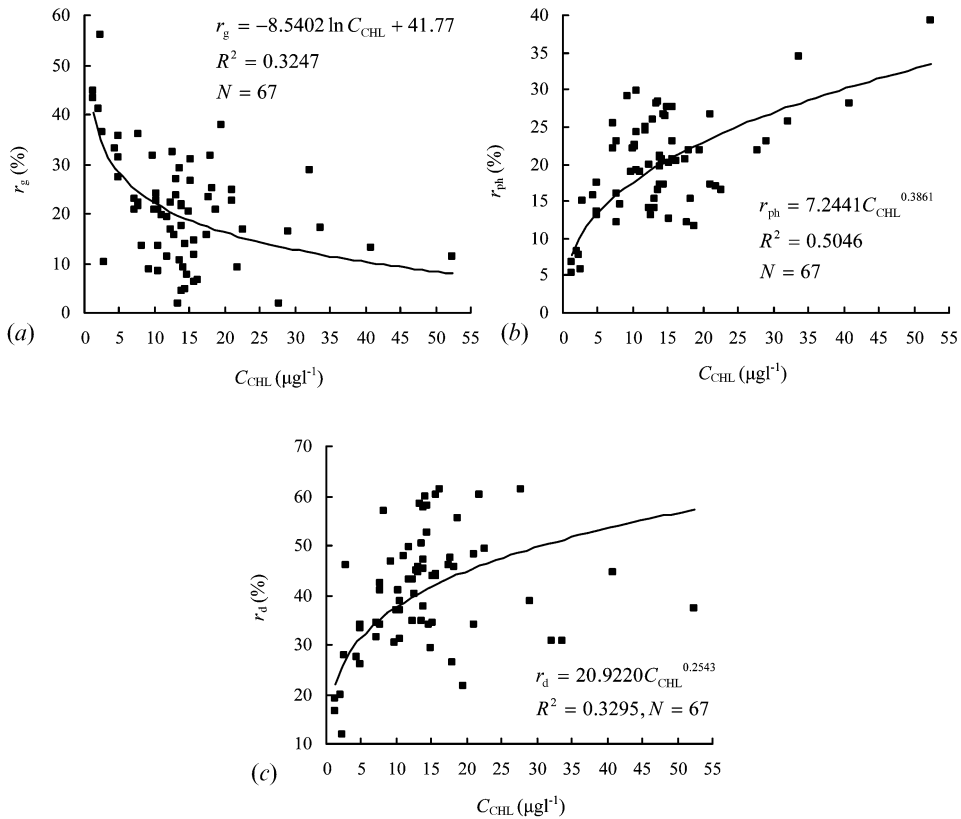 r_g = −8.5402 ln C_CHL + 41.77
R² = 0.3247
N = 67
60
50
40
30
20
10
0
r_g (%)
0 5 10 15 20 25 30 35 40 45 50 55
(a)
C_CHL (μgl⁻¹)
40
35
30
25
20
15
10
5
0
r_ph (%)
r_ph = 7.2441C_CHL^0.3861
R² = 0.5046
N = 67
0 5 10 15 20 25 30 35 40 45 50 55
(b)
C_CHL (μgl⁻¹)
70
60
50
40
30
20
10
r_d (%)
r_d = 20.9220C_CHL^0.2543
R² = 0.3295, N = 67
0 5 10 15 20 25 30 35 40 45 50 55
(c)
C_CHL (μgl⁻¹)